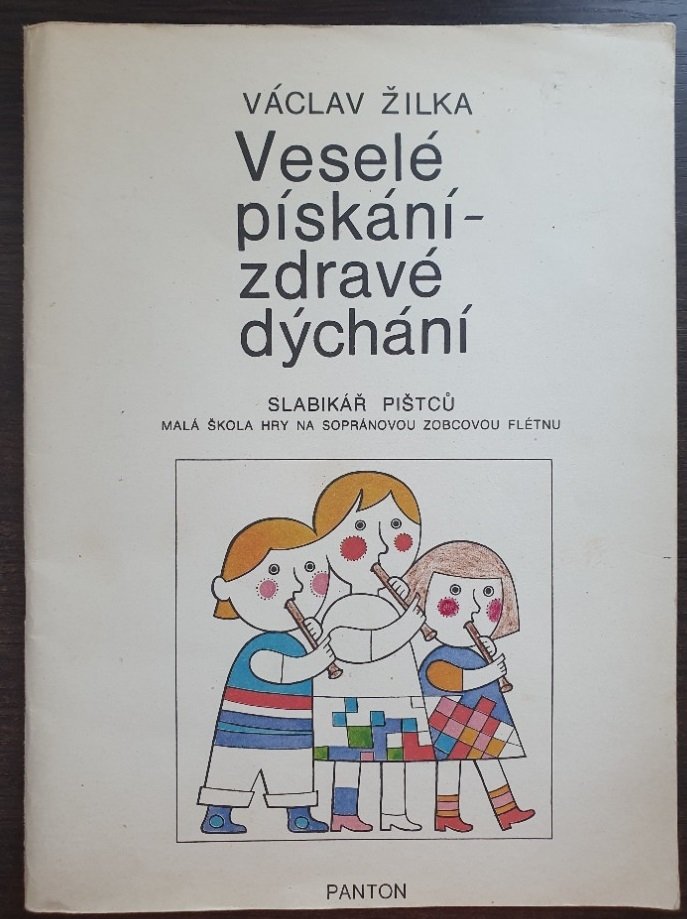 VÁCLAV ŽILKA
Veselé
pískání-
zdravé
dýchání
SLABIKÁŘ PIŠTCŮ
MALÁ ŠKOLA HRY NA SOPRÁNOVOU ZOBCOVOU FLÉTNU
PANTON